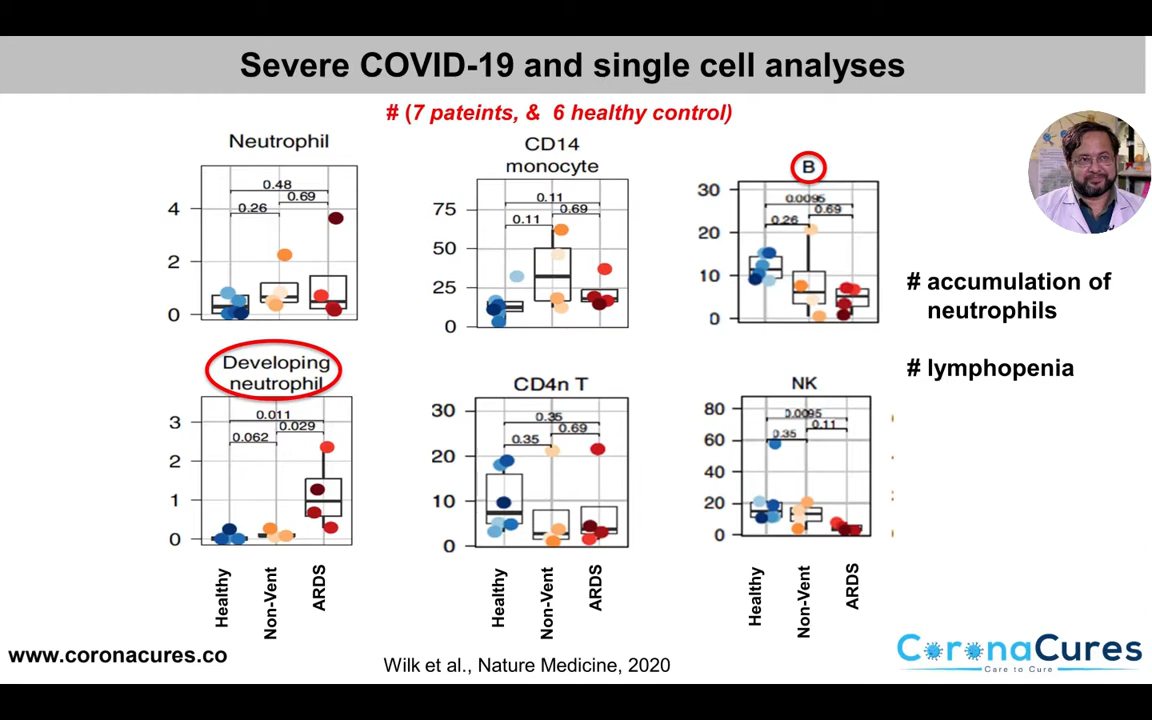 Severe COVID-19 and single cell analyses
# (7 pateints, & 6 healthy control)
Neutrophil
0.48
0.69
0.26
4
2
0
CD14
monocyte
0.11
0.69
0.11
75
50
25
0
B
0.0095
0.69
0.26
30
20
10
0
# accumulation of
neutrophils
# lymphopenia
Developing
neutrophil
0.011
0.029
0.062
3
2
1
0
CD4n T
0.35
0.69
0.35
30
20
10
0
NK
0.0095
0.11
0.35
80
60
40
20
0
Healthy
Non-Vent
ARDS
Healthy
Non-Vent
ARDS
Healthy
Non-Vent
ARDS
www.coronacures.co
Wilk et al., Nature Medicine, 2020
CoronaCures
Care to Cure